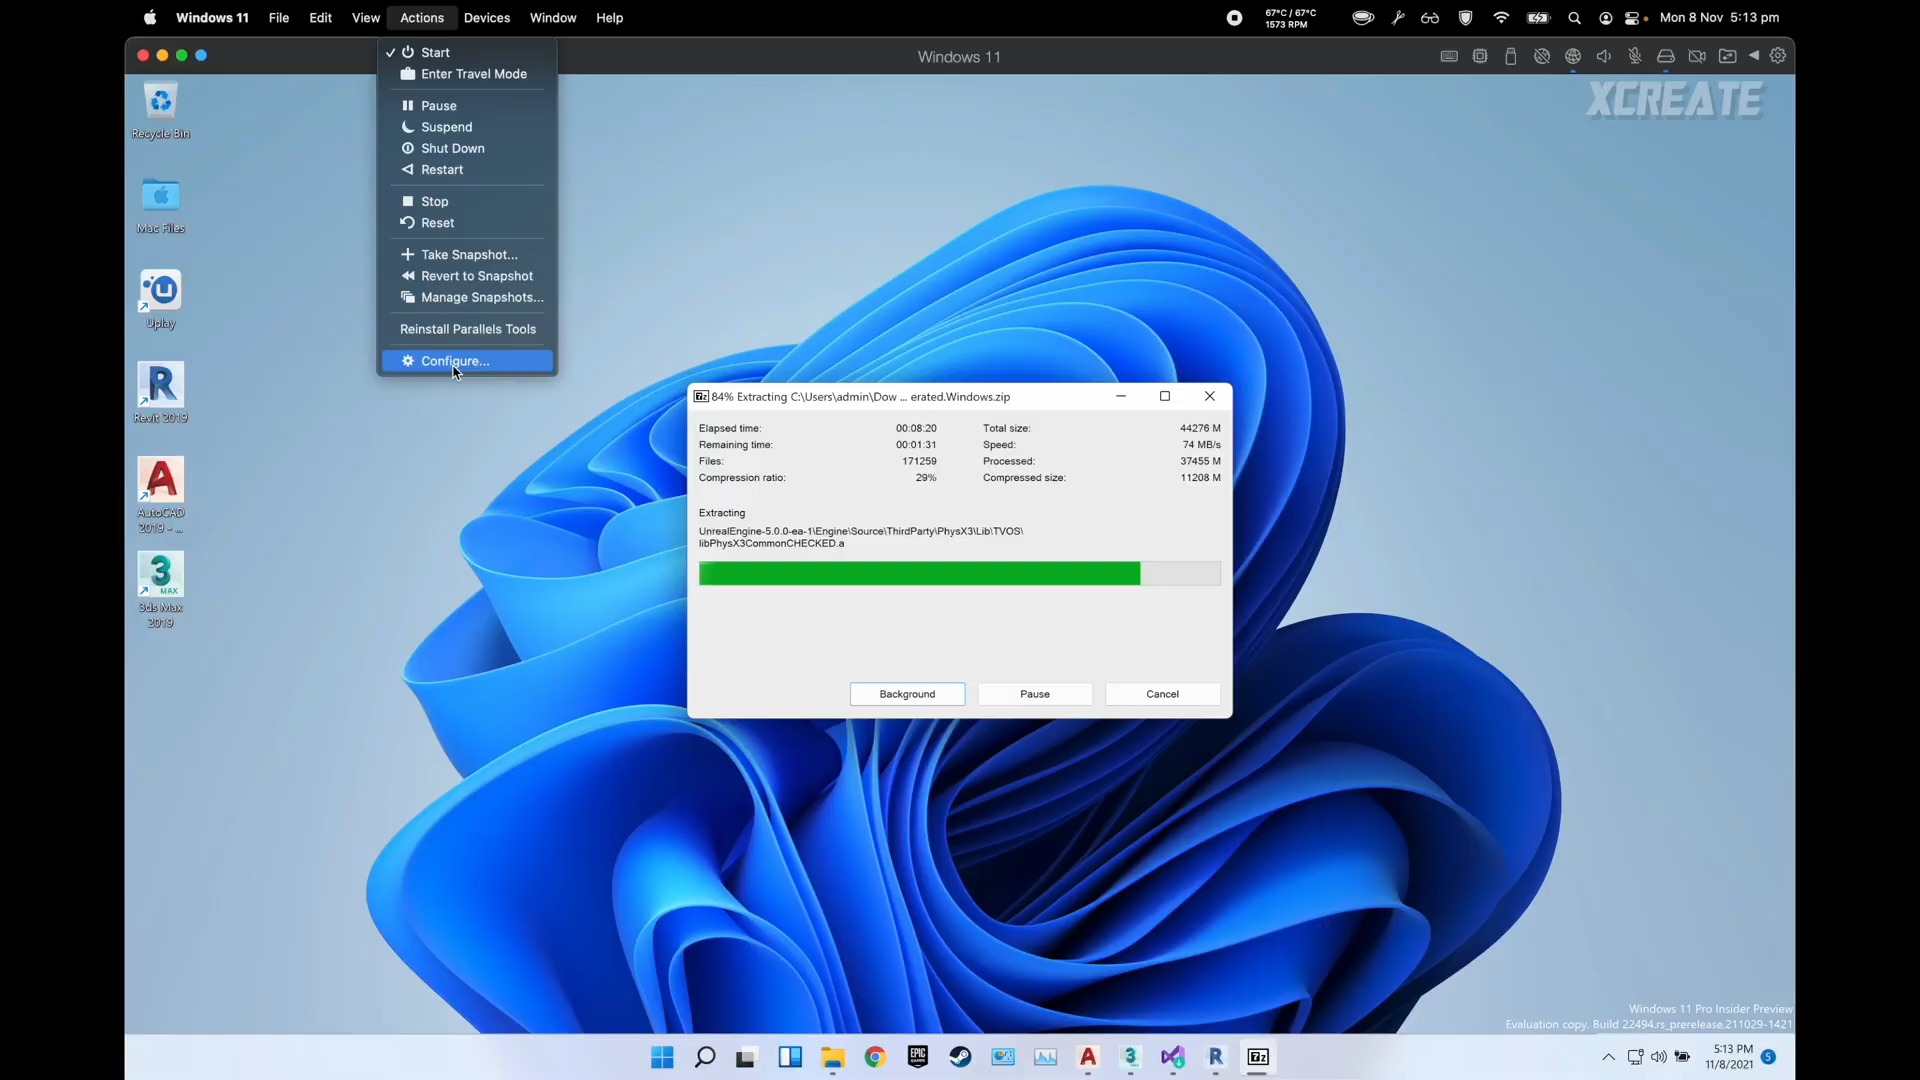 Windows 11 File Edit View Actions Devices Window Help
67°C / 67°C
1573 RPM
Mon 8 Nov 5:13 pm
Windows 11
Start
Enter Travel Mode
Pause
Suspend
Shut Down
Restart
Stop
Reset
Take Snapshot...
Revert to Snapshot
Manage Snapshots...
Reinstall Parallels Tools
Configure...
XCREATE
Recycle Bin
Mac Files
Uplay
Revit 2019
AutoCAD
2019 - ...
3ds Max
2019
84% Extracting C:\Users\admin\Dow ... erated.Windows.zip
Elapsed time: 00:08:20 Total size: 44276 M
Remaining time: 00:01:31 Speed: 74 MB/s
Files: 171259 Processed: 37455 M
Compression ratio: 29% Compressed size: 11208 M
Extracting
UnrealEngine-5.0.0-ea-1\Engine\Source\ThirdParty\PhysX3\Lib\TVOS\
libPhysX3CommonCHECKED.a
Background Pause Cancel
Windows 11 Pro Insider Preview
Evaluation copy. Build 22494.rs_prerelease.211029-1421
5:13 PM
11/8/2021
5